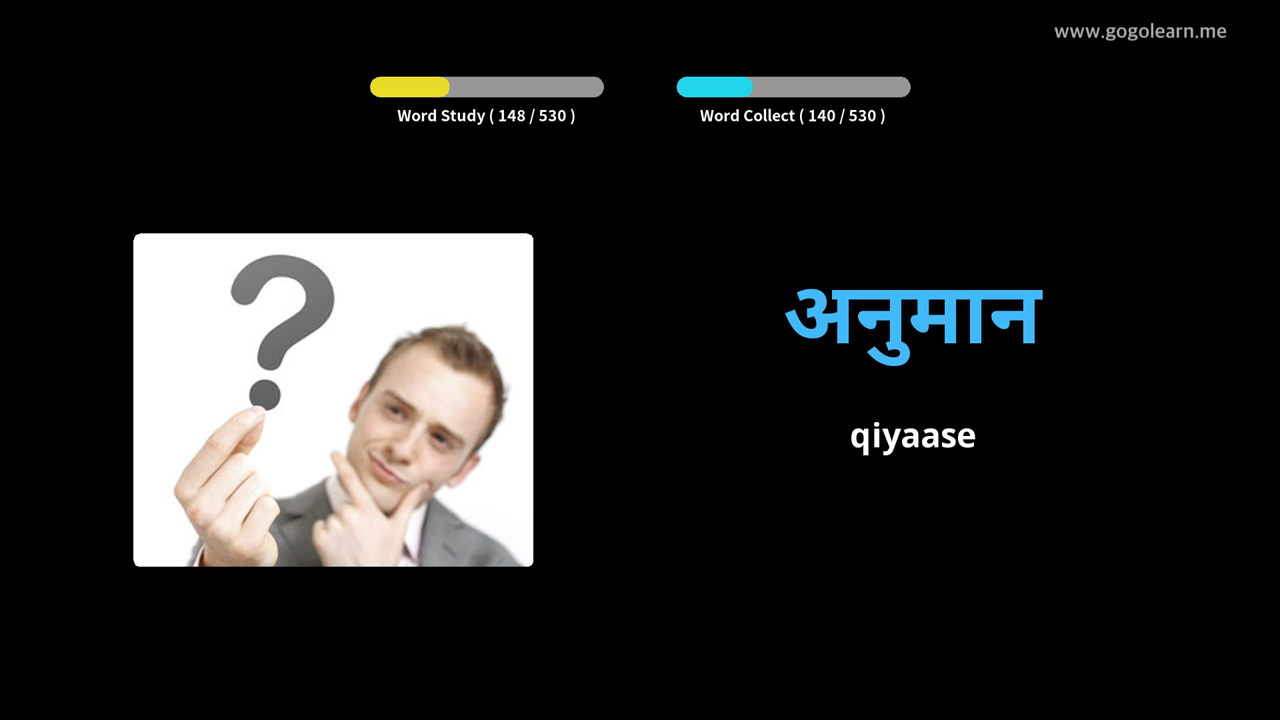 www.gogolearn.me
Word Study ( 148 / 530 )
Word Collect ( 140 / 530 )
अनुमान
qiyaase